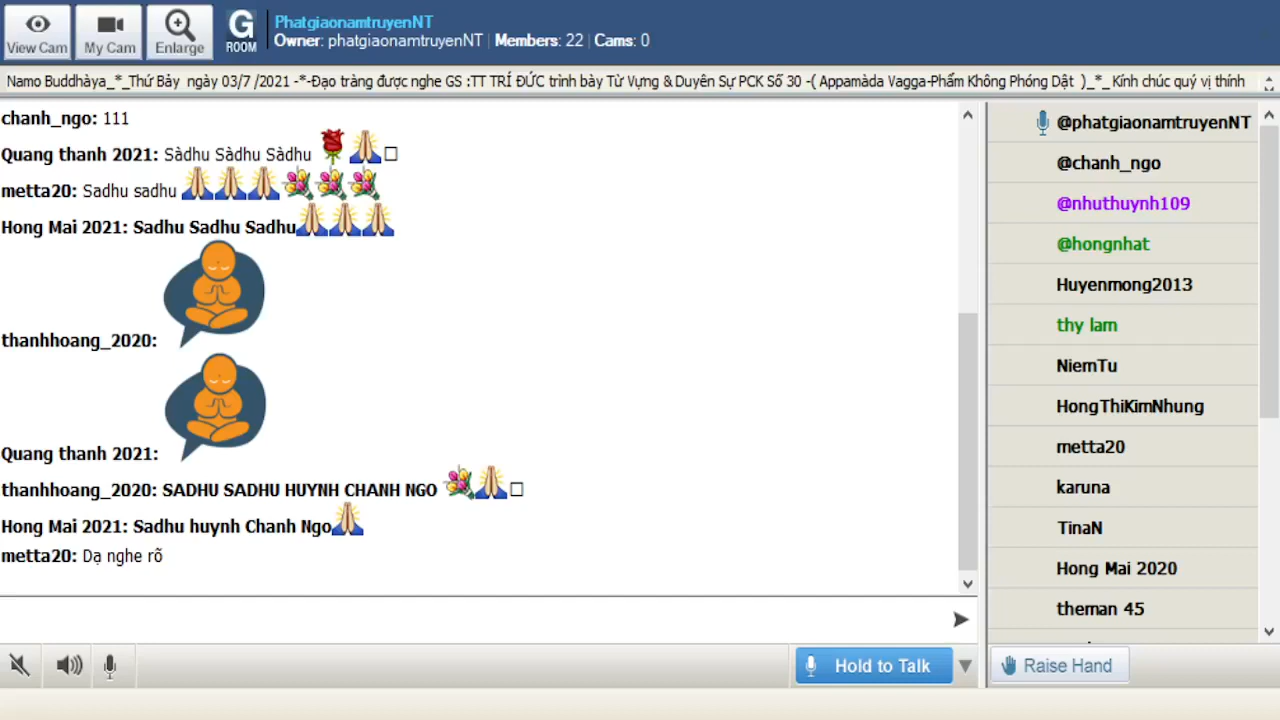 View Cam
My Cam
Enlarge
G
ROOM
PhatgiaonamtruyenNT
Owner: phatgiaonamtruyenNT | Members: 22 | Cams: 0
Namo Buddhàya_*_Thứ Bảy ngày 03/7 /2021 -*-Đạo tràng được nghe GS :TT TRÍ ĐỨC trình bày Từ Vựng & Duyên Sự PCK Số 30 -( Appamàda Vagga-Phẩm Không Phóng Dật )_*_ Kính chúc quý vị thính
chanh_ngo: 111
Quang thanh 2021: Sàdhu Sàdhu Sàdhu
metta20: Sadhu sadhu
Hong Mai 2021: Sadhu Sadhu Sadhu
thanhhoang_2020:
Quang thanh 2021:
thanhhoang_2020: SADHU SADHU HUYNH CHANH NGO
Hong Mai 2021: Sadhu huynh Chanh Ngo
metta20: Dạ nghe rõ
@phatgiaonamtruyenNT
@chanh_ngo
@nhuthuynh109
@hongnhat
Huyenmong2013
thy lam
NiemTu
HongThiKimNhung
metta20
karuna
TinaN
Hong Mai 2020
theman 45
Hold to Talk
Raise Hand